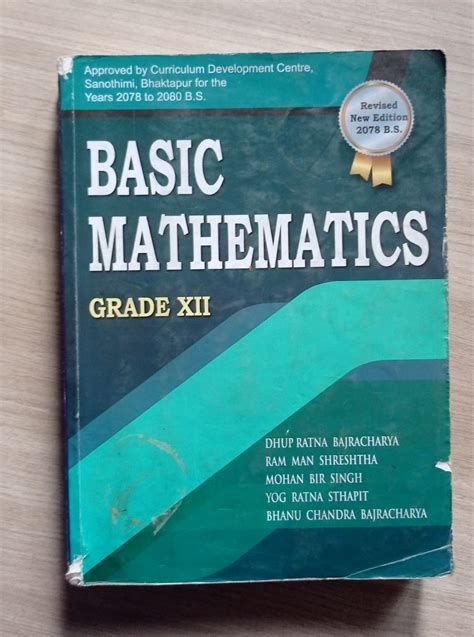 Approved by Curriculum Development Centre,
Sanothimi, Bhaktapur for the
Years 2078 to 2080 B.S.
Revised
New Edition
2078 B.S.
BASIC
MATHEMATICS
GRADE XII
DHUP RATNA BAJRACHARYA
RAM MAN SHRESHTHA
MOHAN BIR SINGH
YOG RATNA STHAPIT
BHANU CHANDRA BAJRACHARYA